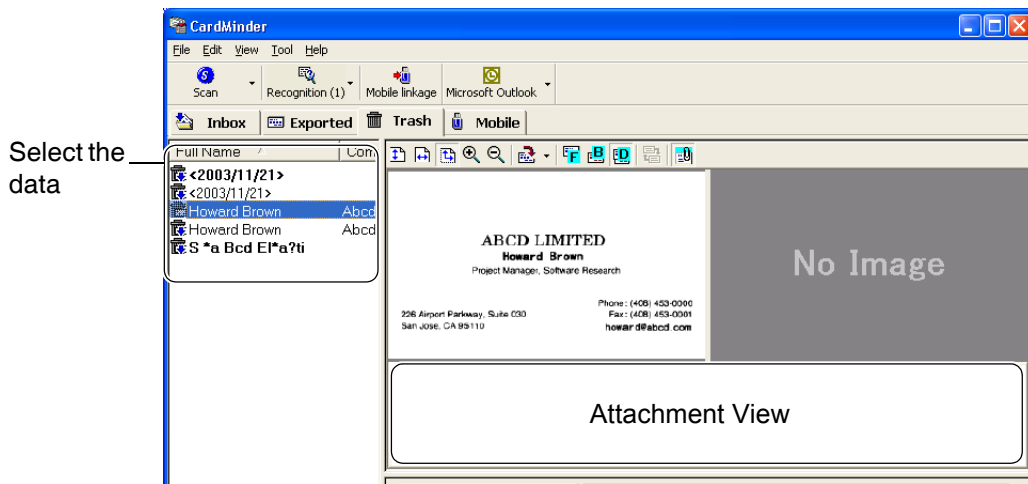 CardMinder
File Edit View Tool Help
Scan Recognition (1) Mobile linkage Microsoft Outlook
Inbox Exported Trash Mobile
Select the
data
Full Name Com
<2003/11/21>
<2003/11/21>
Howard Brown Abcd
Howard Brown Abcd
S *a Bcd El*a?ti
ABCD LIMITED
Howard Brown
Project Manager, Software Research
226 Airport Parkway, Suite 030
San Jose, CA 95110
Phone: (408) 453-0000
Fax: (408) 453-0001
howard@abcd.com
No Image
Attachment View